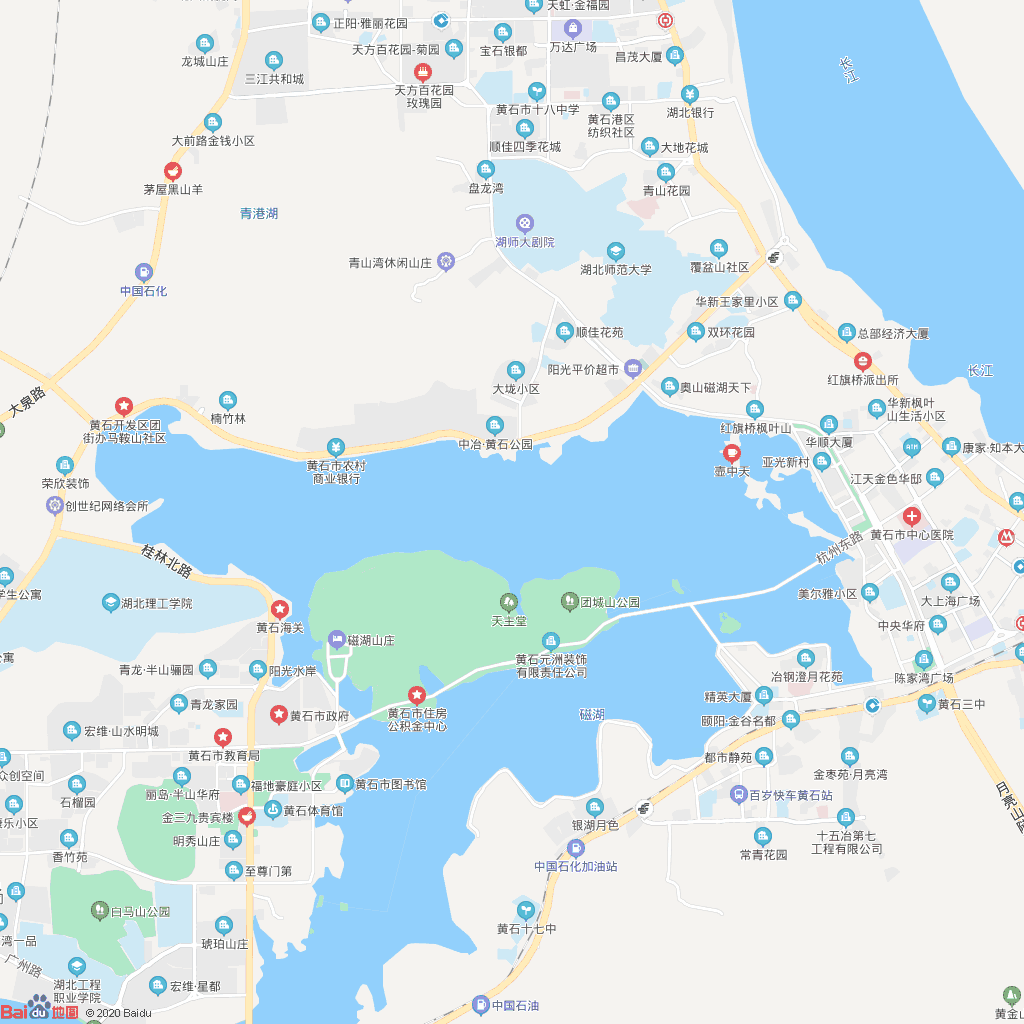 天虹·金福园
正阳·雅丽花园
宝石银都
万达广场
龙城山庄
天方百花园-菊园
昌茂大厦
长江
三江共和城
天方百花园
玫瑰园
黄石市十八中学
黄石港区
纺织社区
湖北银行
大前路金钱小区
顺佳四季花城
大地花城
茅屋黑山羊
盘龙湾
青山花园
青港湖
湖师大剧院
青山湾休闲山庄
湖北师范大学
覆盆山社区
中国石化
华新王家里小区
顺佳花苑
双环花园
总部经济大厦
大垅小区
阳光平价超市
奥山磁湖天下
红旗桥派出所
长江
大泉路
楠竹林
黄石开发区团
街办马鞍山社区
中冶·黄石公园
红旗桥枫叶山
华新枫叶
山生活小区
华顺大厦
康家·知本大
黄石市农村
商业银行
壶中天
亚光新村
ATM
荣欣装饰
江天金色华邸
创世纪网络会所
黄石市中心医院
桂林北路
杭州东路
学生公寓
湖北理工学院
黄石海关
天主堂
团城山公园
美尔雅小区
大上海广场
磁湖山庄
中央华府
公寓
青龙·半山骊园
阳光水岸
黄石元洲装饰
有限责任公司
冶钢澄月花苑
陈家湾广场
青龙家园
黄石市政府
黄石市住房
公积金中心
磁湖
精英大厦
颐阳·金谷名都
黄石三中
宏维·山水明城
黄石市教育局
都市静苑
金枣苑·月亮湾
众创空间
丽岛·半山华府
福地豪庭小区
黄石市图书馆
百岁快车黄石站
月亮山隧
石榴园
康乐小区
金三九贵宾楼
黄石体育馆
银湖月色
十五冶第七
工程有限公司
香竹苑
明秀山庄
常青花园
至尊门第
中国石化加油站
白马山公园
黄石十七中
湾一品
琥珀山庄
广州路
湖北工程
职业学院
宏维·星都
中国石油
黄金山
Bai du 地图 © 2020 Baidu